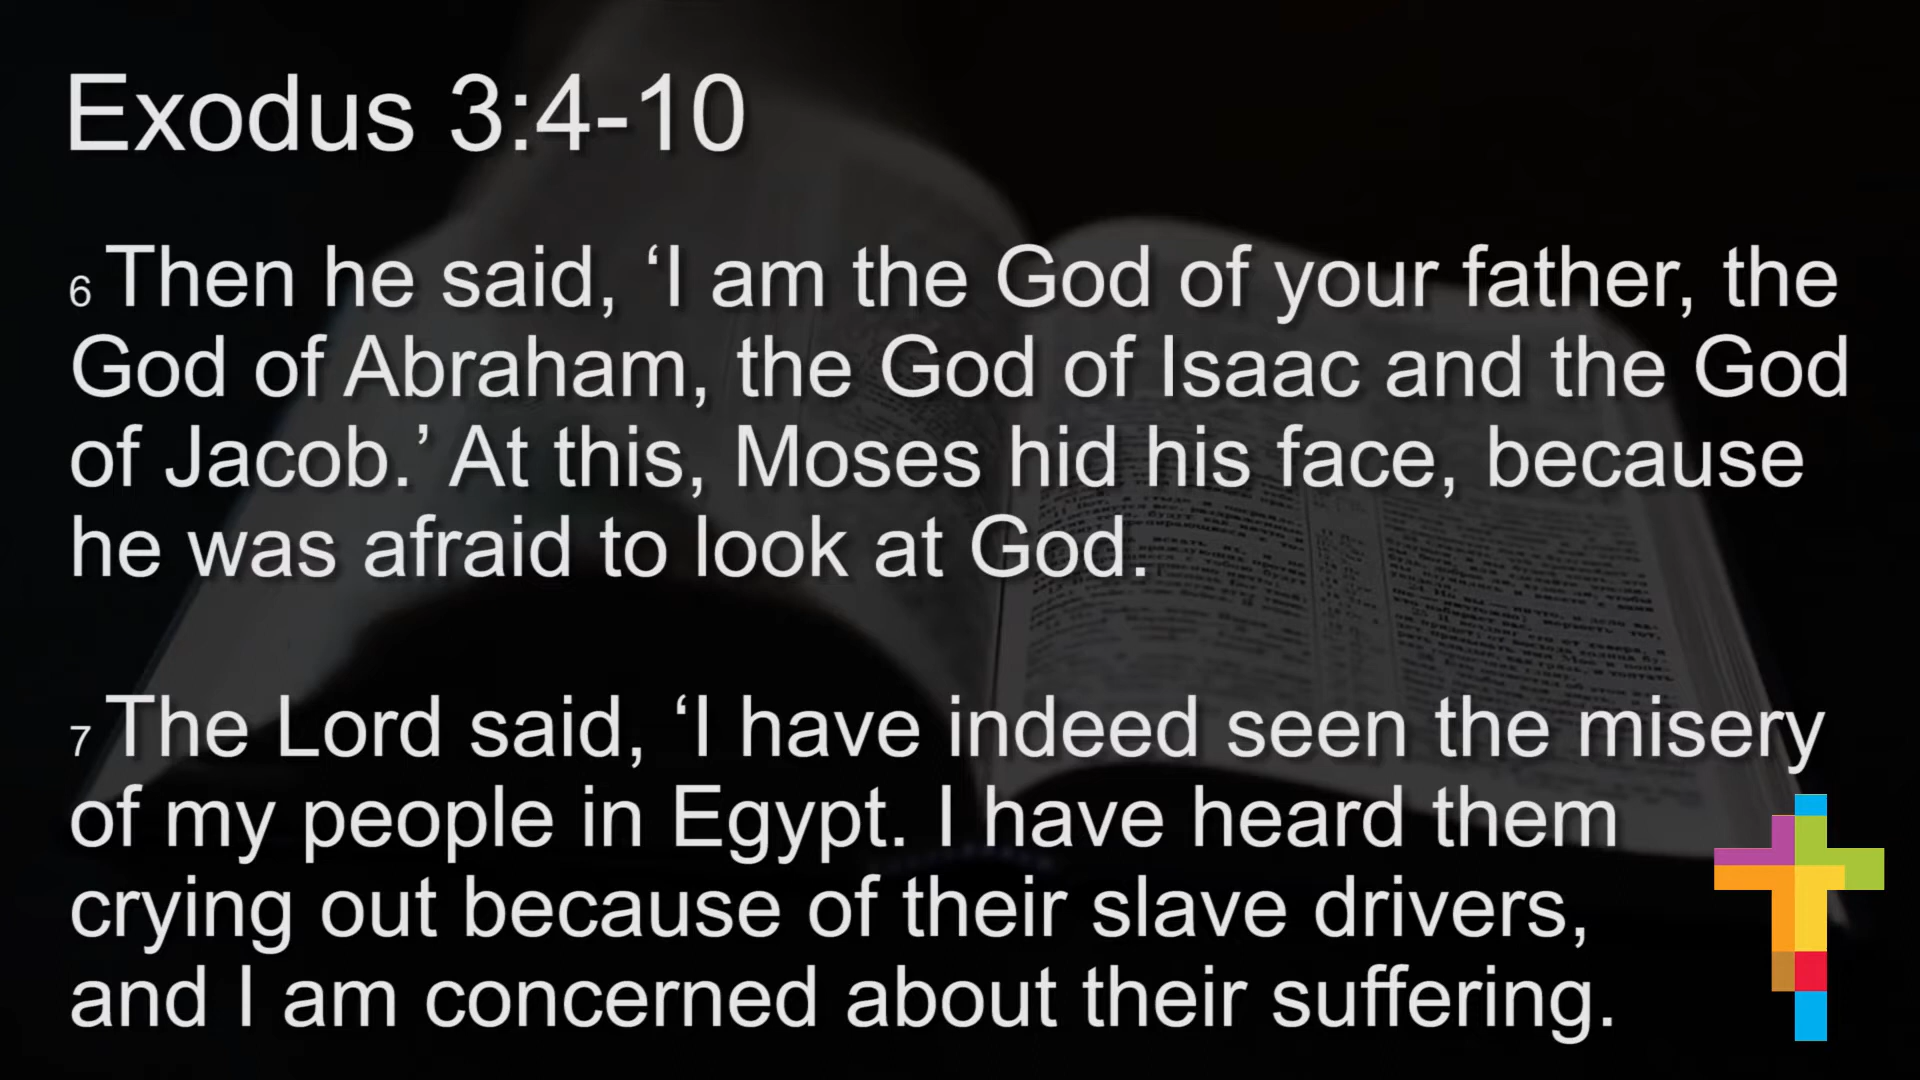 Exodus 3:4-10
6 Then he said, ‘I am the God of your father, the
God of Abraham, the God of Isaac and the God
of Jacob.’ At this, Moses hid his face, because
he was afraid to look at God.
7 The Lord said, ‘I have indeed seen the misery
of my people in Egypt. I have heard them
crying out because of their slave drivers,
and I am concerned about their suffering.